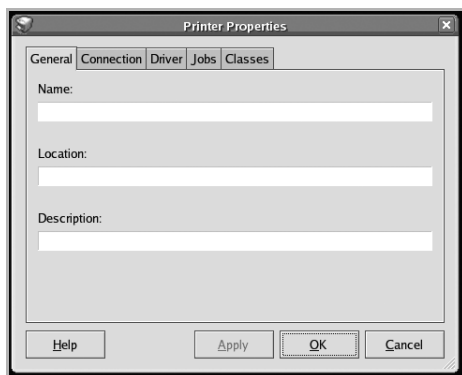 Printer Properties
General Connection Driver Jobs Classes
Name:
Location:
Description:
Help Apply OK Cancel